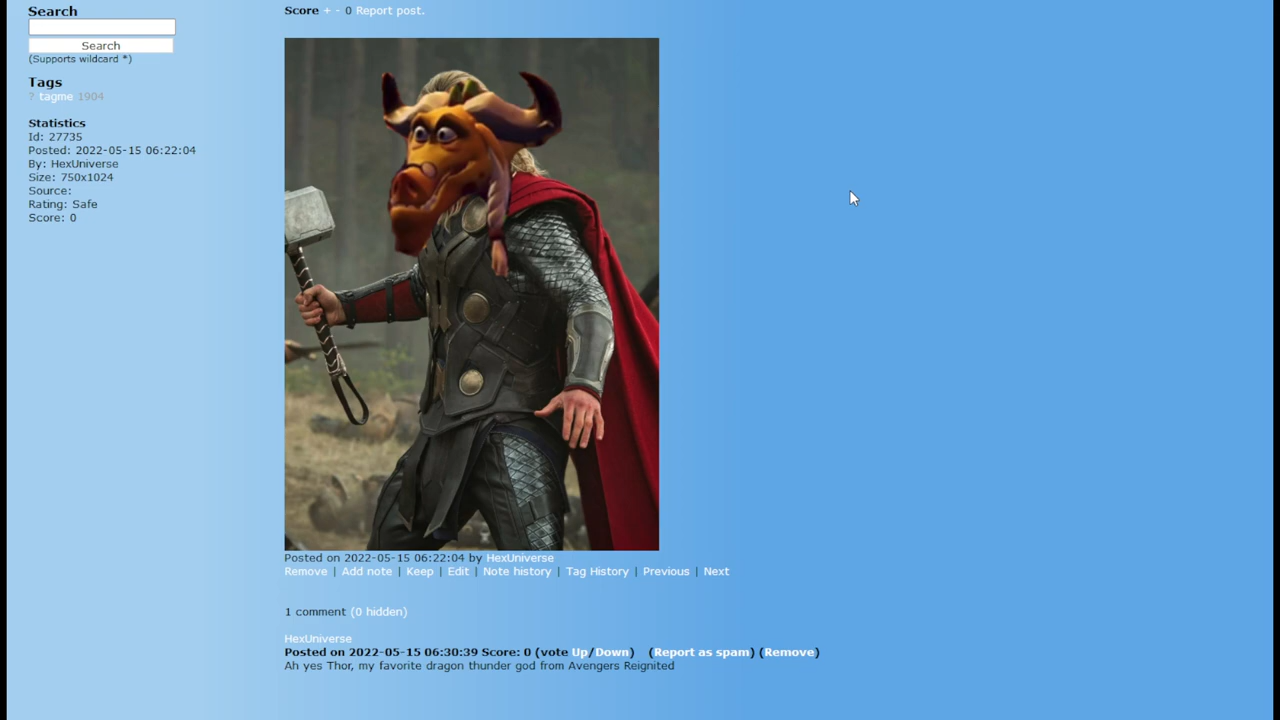 Search
Search
(Supports wildcard *)
Tags
? tagme 1904
Statistics
Id: 27735
Posted: 2022-05-15 06:22:04
By: HexUniverse
Size: 750x1024
Source:
Rating: Safe
Score: 0
Score + - 0 Report post.
Posted on 2022-05-15 06:22:04 by HexUniverse
Remove | Add note | Keep | Edit | Note history | Tag History | Previous | Next
1 comment (0 hidden)
HexUniverse
Posted on 2022-05-15 06:30:39 Score: 0 (vote Up/Down) (Report as spam) (Remove)
Ah yes Thor, my favorite dragon thunder god from Avengers Reignited